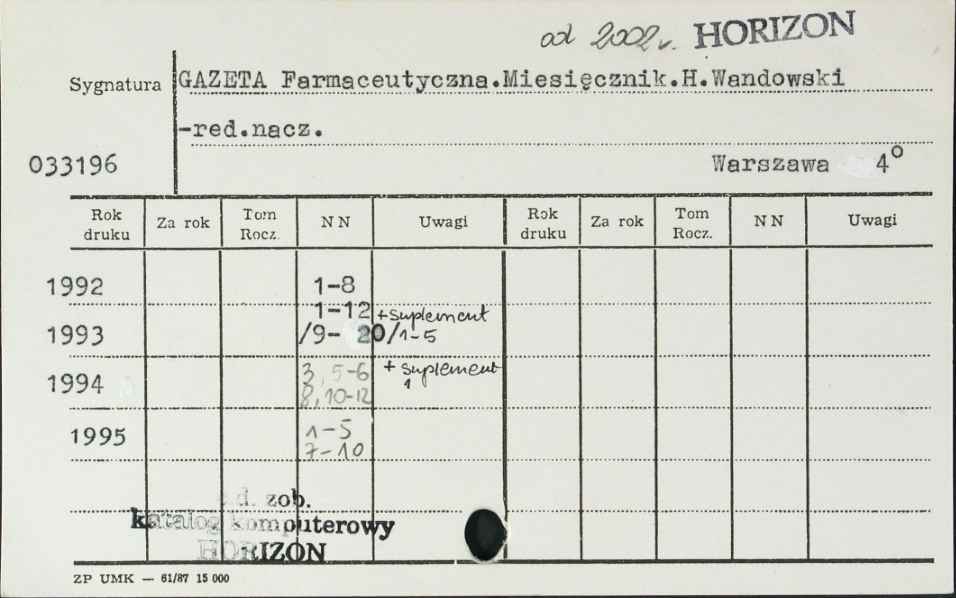 od 2002 r. HORIZON
Sygnatura GAZETA Farmaceutyczna.Miesięcznik.H.Wandowski
-red.nacz.
033196 Warszawa 4°
Rok druku Za rok Tom Rocz. NN Uwagi Rok druku Za rok Tom Rocz. NN Uwagi
1992 1-8
1-12 +suplement
1993 /9- 20/ 1-5
1994 3, 5-6 + suplement
8, 10-12 1
1995 1-5
7-10
c.d. zob.
katalog komputerowy
HORIZON
ZP UMK — 61/87 15 000